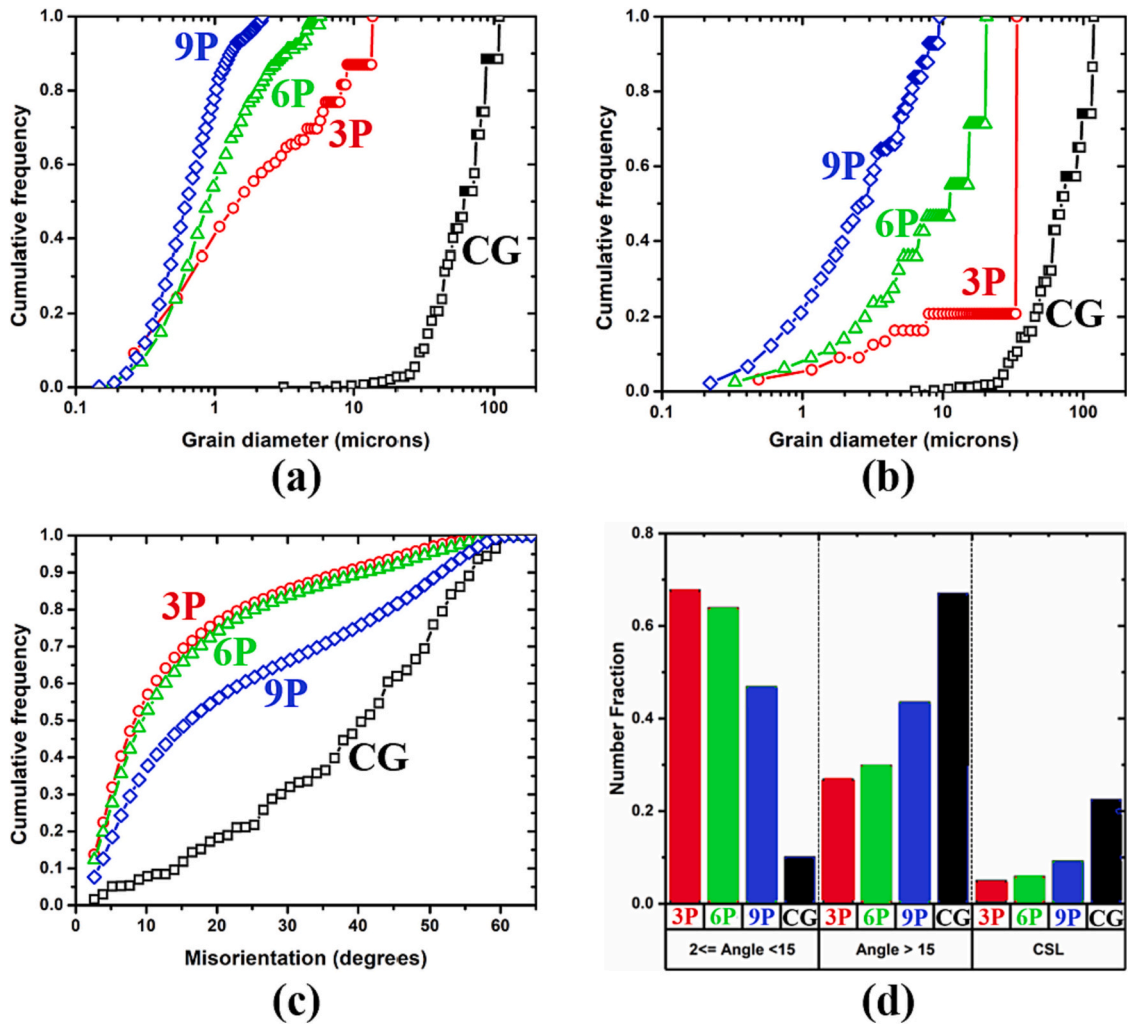 1.0
0.8
0.6
0.4
0.2
0.0
Cumulative frequency
9P
6P
3P
CG
0.1 1 10 100
Grain diameter (microns)
(a)
1.0
0.8
0.6
0.4
0.2
0.0
Cumulative frequency
9P
6P
3P
CG
0.1 1 10 100
Grain diameter (microns)
(b)
1.0
0.9
0.8
0.7
0.6
0.5
0.4
0.3
0.2
0.1
0.0
Cumulative frequency
3P
6P
9P
CG
0 10 20 30 40 50 60
Misorientation (degrees)
(c)
0.8
0.6
0.4
0.2
0.0
Number Fraction
3P 6P 9P CG 3P 6P 9P CG 3P 6P 9P CG
2<= Angle <15 Angle > 15 CSL
(d)